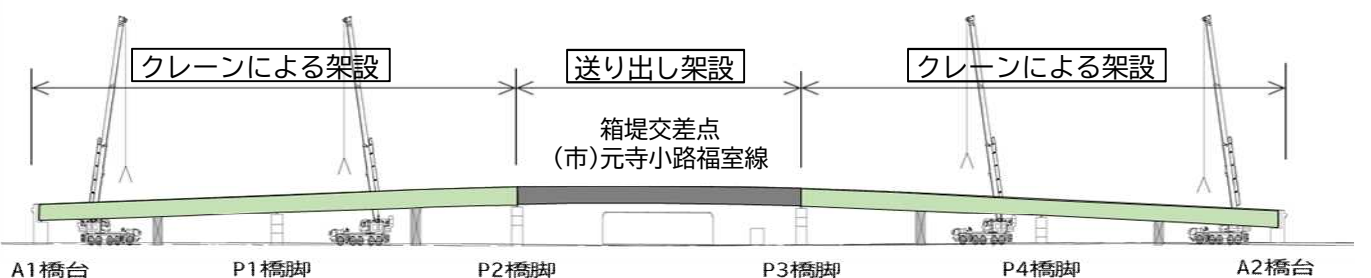 クレーンによる架設
送り出し架設
クレーンによる架設
箱堤交差点
(市)元寺小路福室線
A1橋台
P1橋脚
P2橋脚
P3橋脚
P4橋脚
A2橋台